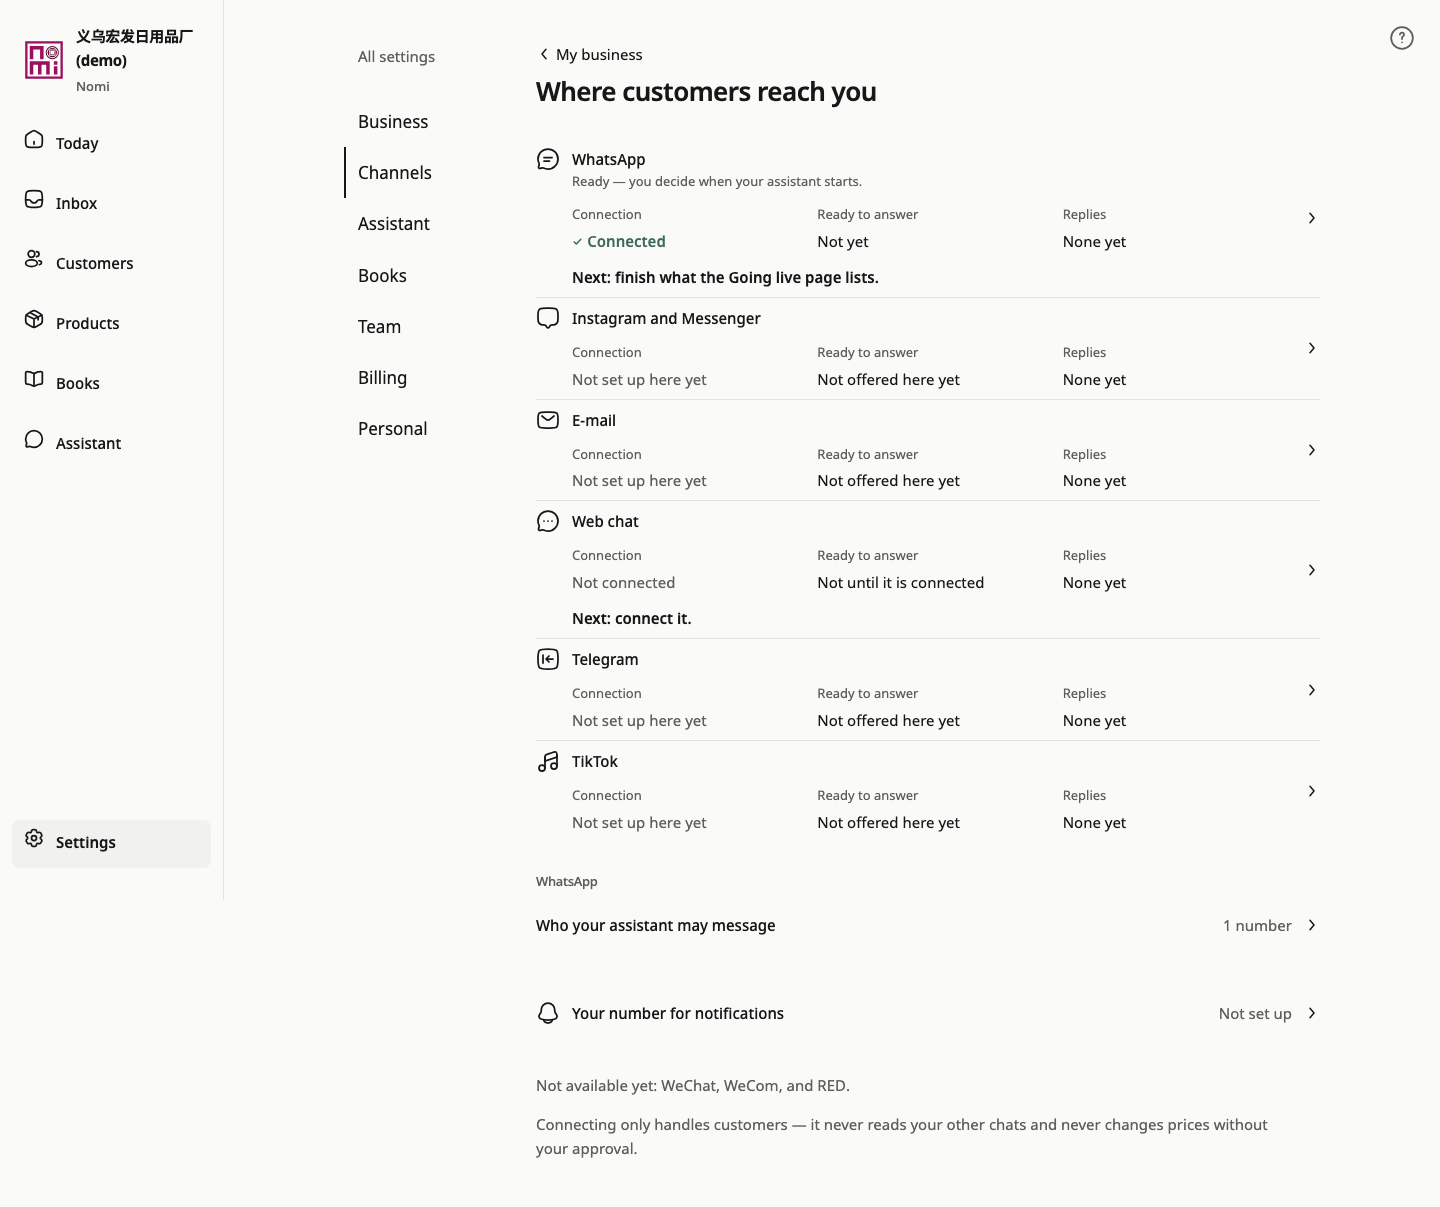 义乌宏发日用品厂
(demo)
Nomi
Today
Inbox
Customers
Products
Books
Assistant
Settings
All settings
Business
Channels
Assistant
Books
Team
Billing
Personal
My business
Where customers reach you
WhatsApp
Ready — you decide when your assistant starts.
Connection Ready to answer Replies
Connected Not yet None yet
Next: finish what the Going live page lists.
Instagram and Messenger
Connection Ready to answer Replies
Not set up here yet Not offered here yet None yet
E-mail
Connection Ready to answer Replies
Not set up here yet Not offered here yet None yet
Web chat
Connection Ready to answer Replies
Not connected Not until it is connected None yet
Next: connect it.
Telegram
Connection Ready to answer Replies
Not set up here yet Not offered here yet None yet
TikTok
Connection Ready to answer Replies
Not set up here yet Not offered here yet None yet
WhatsApp
Who your assistant may message 1 number
Your number for notifications Not set up
Not available yet: WeChat, WeCom, and RED.
Connecting only handles customers — it never reads your other chats and never changes prices without
your approval.